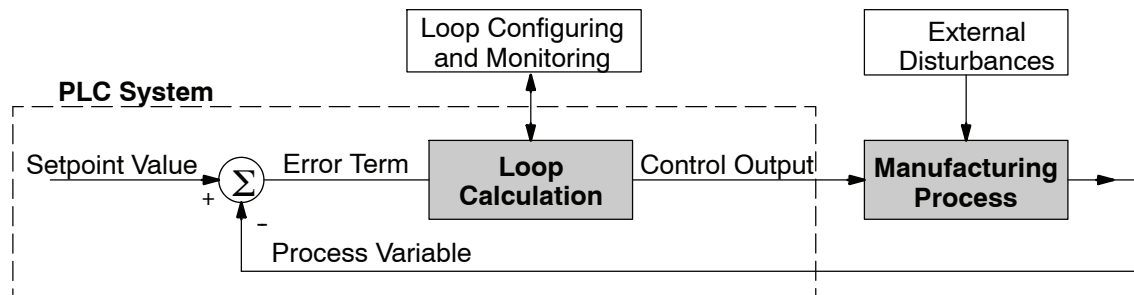 Loop Configuring
and Monitoring
External
Disturbances
PLC System
Setpoint Value
Error Term
Loop
Calculation
Control Output
Manufacturing
Process
Σ
+
–
Process Variable